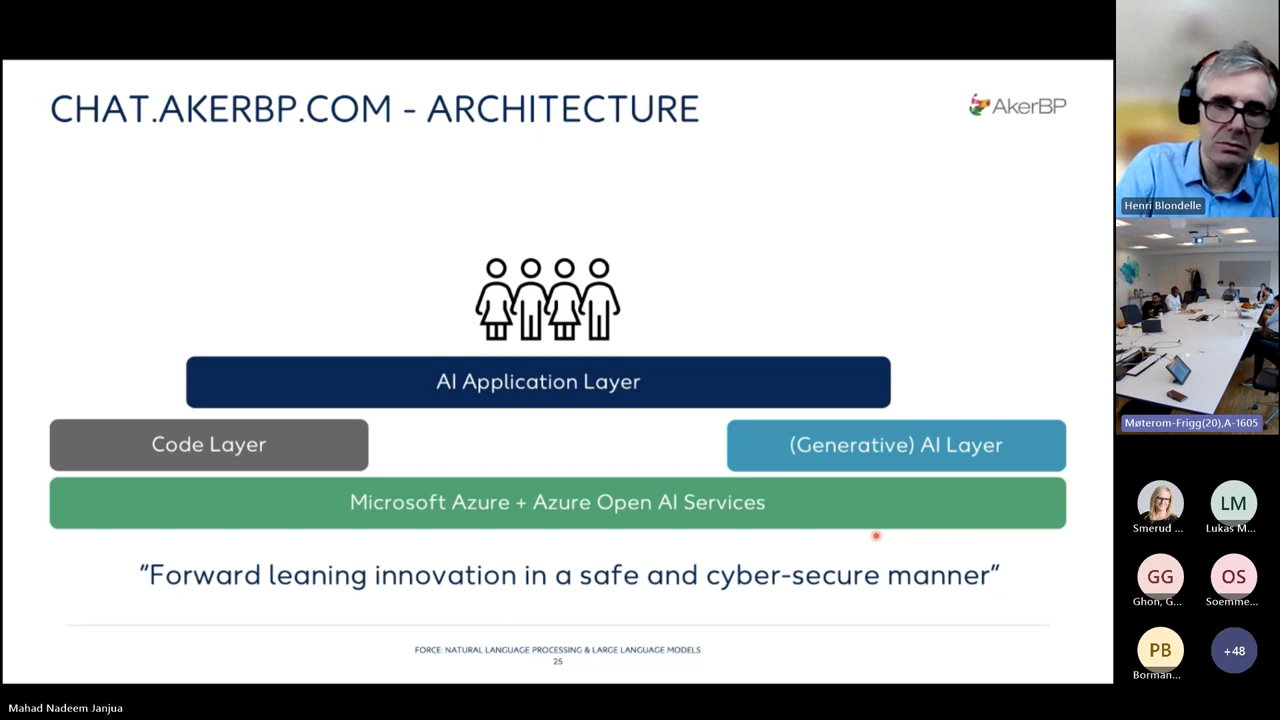 CHAT.AKERBP.COM - ARCHITECTURE
AkerBP
AI Application Layer
Code Layer
(Generative) AI Layer
Microsoft Azure + Azure Open AI Services
“Forward leaning innovation in a safe and cyber-secure manner”
FORCE: NATURAL LANGUAGE PROCESSING & LARGE LANGUAGE MODELS
25
Henri Blondelle
Møterom-Frigg(20),A-1605
Smerud ...
LM
Lukas M...
GG
Ghon, G...
OS
Soemme...
PB
Borman...
+48
Mahad Nadeem Janjua